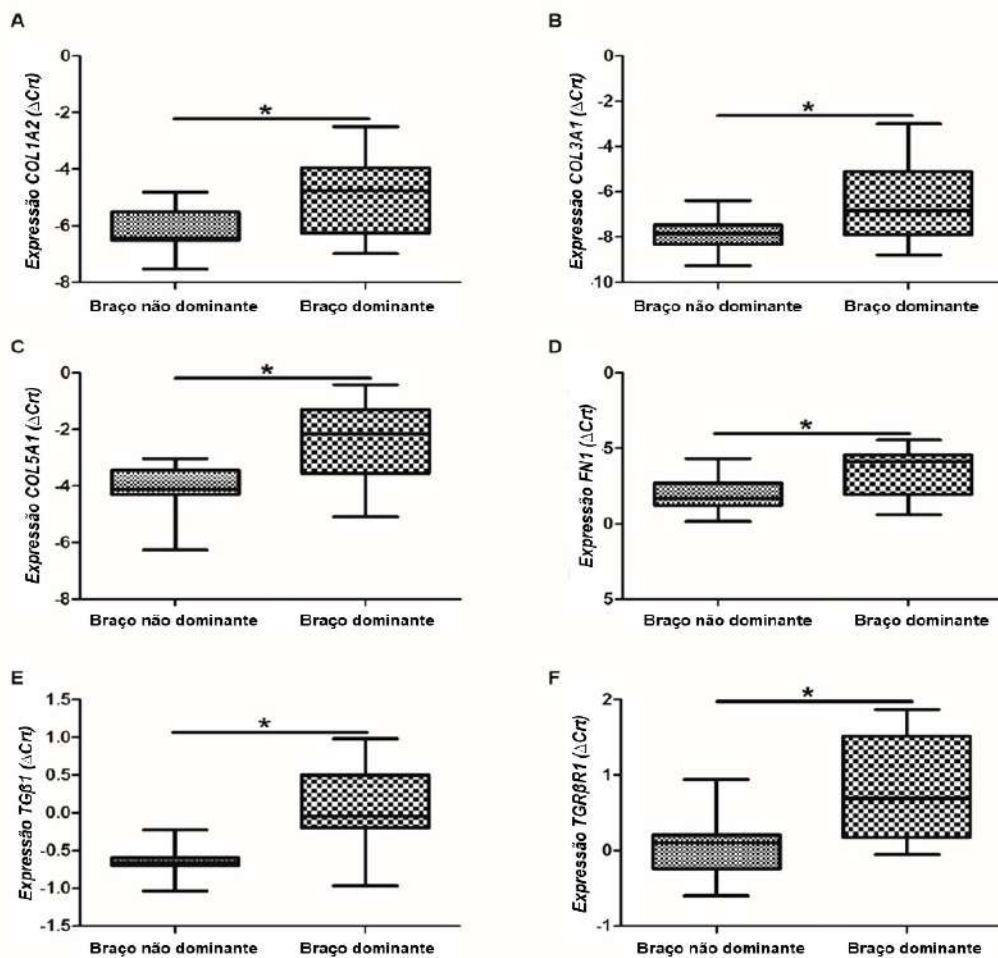 A
Expressão COL1A2 (ΔCrt)
0
-2
-4
-6
-8
*
Braço não dominante
Braço dominante
B
Expressão COL3A1 (ΔCrt)
0
-2
-4
-6
-8
-10
*
Braço não dominante
Braço dominante
C
Expressão COL5A1 (ΔCrt)
0
-2
-4
-6
-8
*
Braço não dominante
Braço dominante
D
Expressão FN1 (ΔCrt)
0
-5
0
5
*
Braço não dominante
Braço dominante
E
Expressão TGβ1 (ΔCrt)
1.5
1.0
0.5
0.0
-0.5
-1.0
-1.5
*
Braço não dominante
Braço dominante
F
Expressão TGRβR1 (ΔCrt)
2
1
0
-1
*
Braço não dominante
Braço dominante